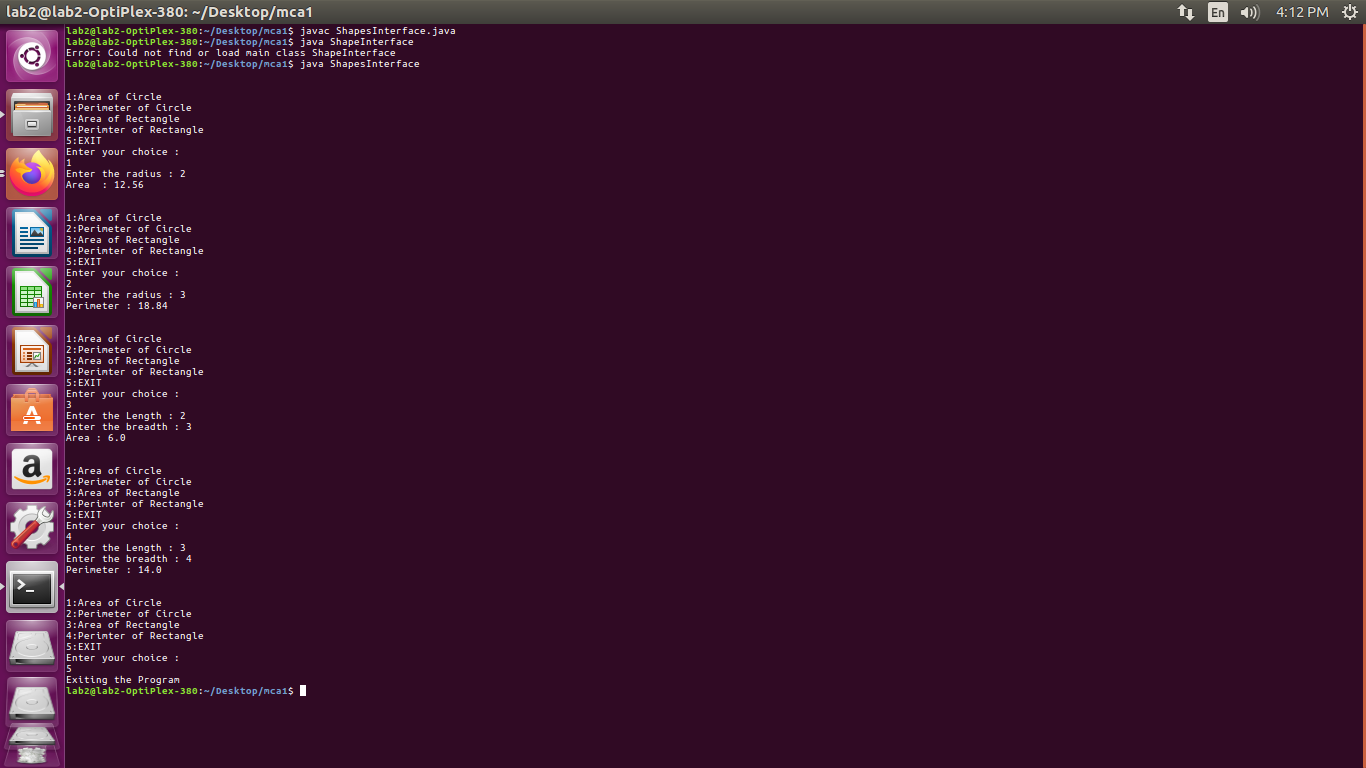 lab2@lab2-OptiPlex-380: ~/Desktop/mca1
En
4:12 PM
lab2@lab2-OptiPlex-380:~/Desktop/mca1$ javac ShapesInterface.java
lab2@lab2-OptiPlex-380:~/Desktop/mca1$ java ShapeInterface
Error: Could not find or load main class ShapeInterface
lab2@lab2-OptiPlex-380:~/Desktop/mca1$ java ShapesInterface
1:Area of Circle
2:Perimeter of Circle
3:Area of Rectangle
4:Perimter of Rectangle
5:EXIT
Enter your choice :
1
Enter the radius : 2
Area  : 12.56
1:Area of Circle
2:Perimeter of Circle
3:Area of Rectangle
4:Perimter of Rectangle
5:EXIT
Enter your choice :
2
Enter the radius : 3
Perimeter : 18.84
1:Area of Circle
2:Perimeter of Circle
3:Area of Rectangle
4:Perimter of Rectangle
5:EXIT
Enter your choice :
3
Enter the Length : 2
Enter the breadth : 3
Area : 6.0
1:Area of Circle
2:Perimeter of Circle
3:Area of Rectangle
4:Perimter of Rectangle
5:EXIT
Enter your choice :
4
Enter the Length : 3
Enter the breadth : 4
Perimeter : 14.0
1:Area of Circle
2:Perimeter of Circle
3:Area of Rectangle
4:Perimter of Rectangle
5:EXIT
Enter your choice :
5
Exiting the Program
lab2@lab2-OptiPlex-380:~/Desktop/mca1$